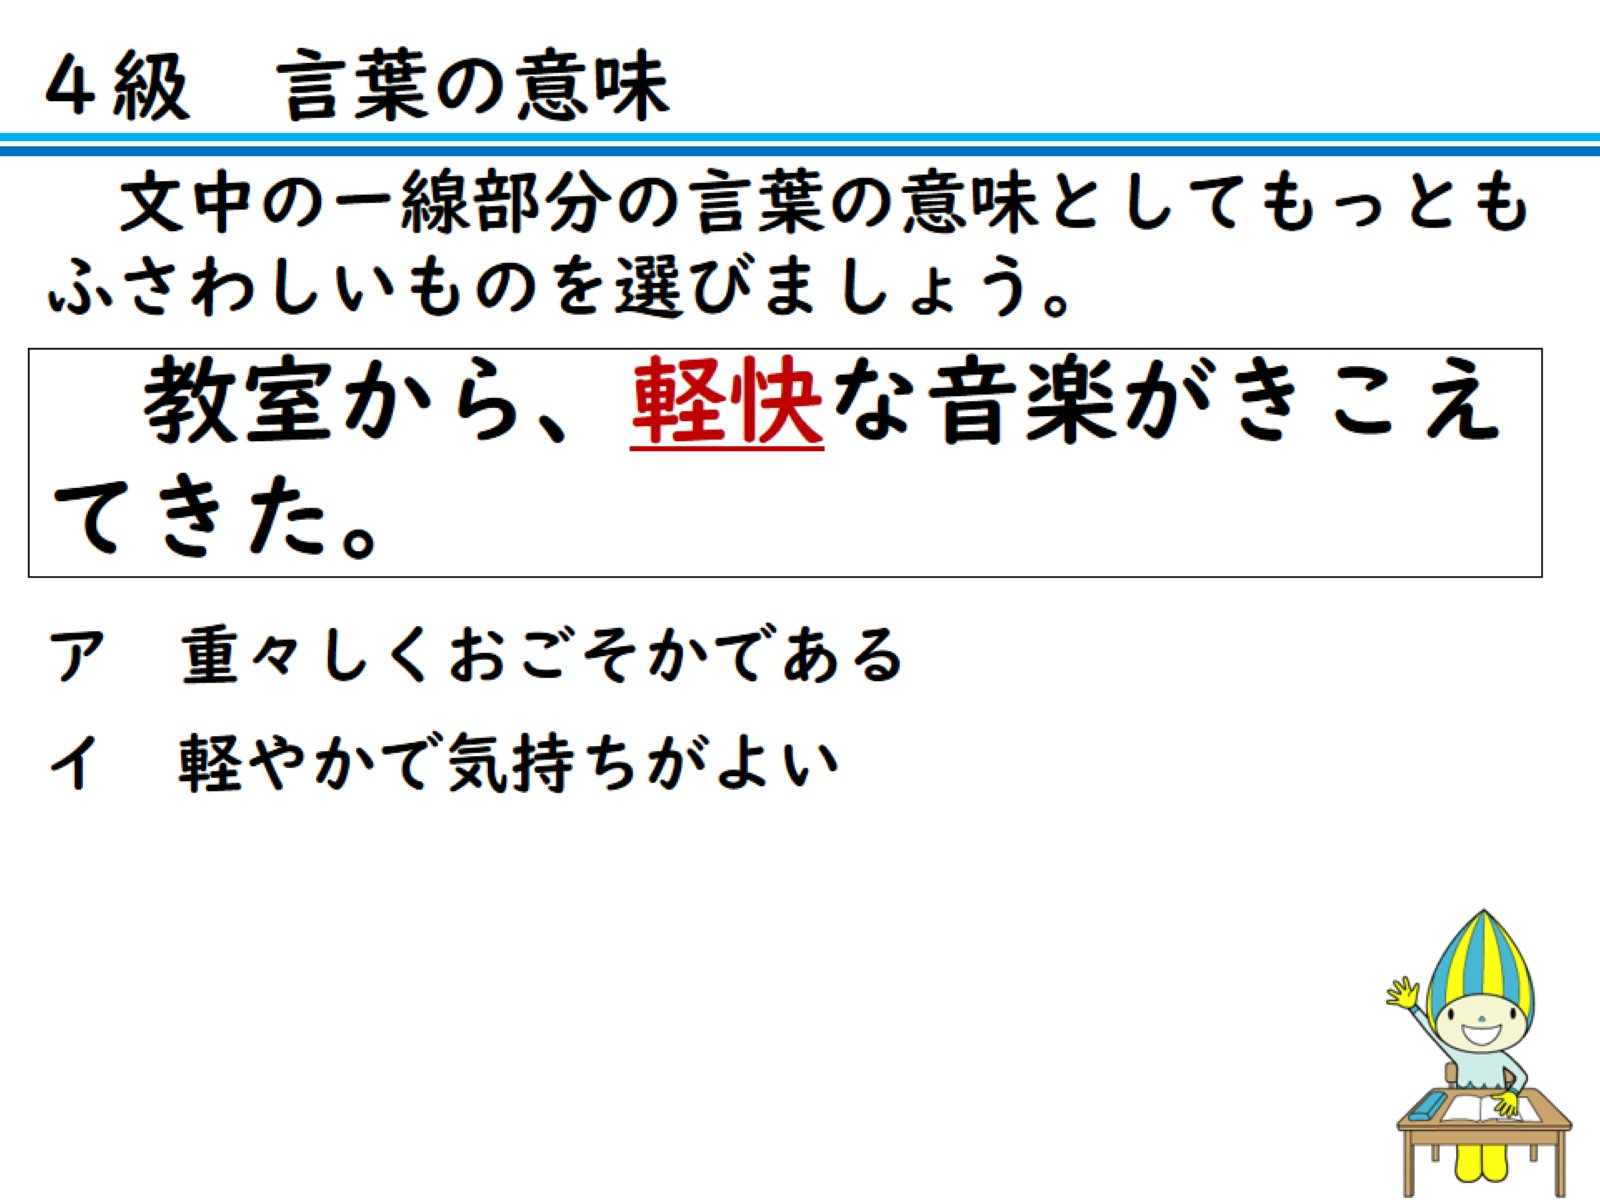 ４級　言葉の意味
　文中の一線部分の言葉の意味としてもっとも
ふさわしいものを選びましょう。
　教室から、軽快な音楽がきこえ
てきた。
ア　重々しくおごそかである
イ　軽やかで気持ちがよい